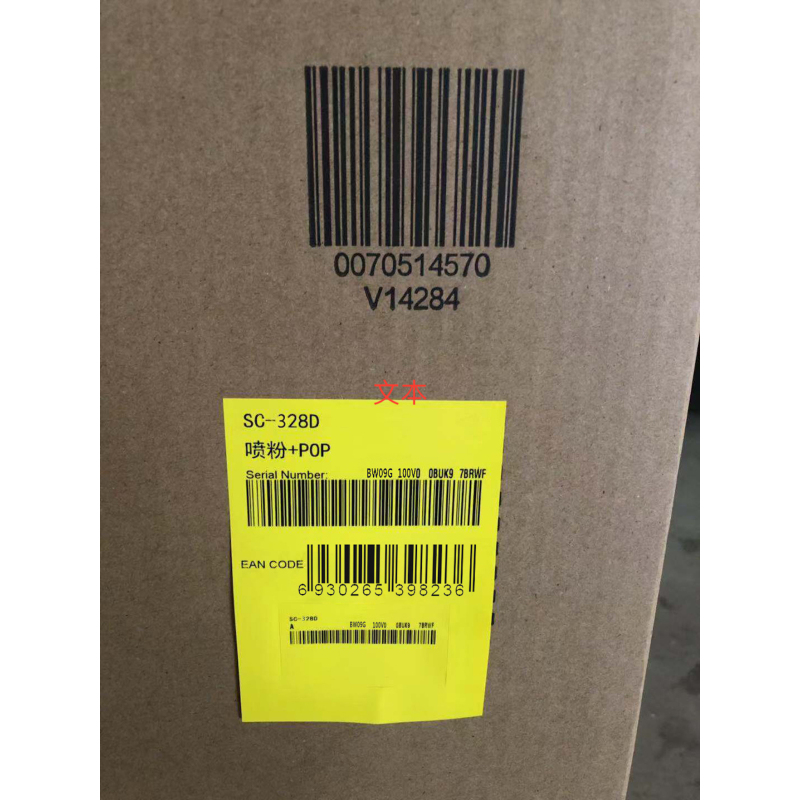 0070514570
V14284
文本
SC-328D
喷粉+POP
Serial Number: BW09G 100V0 0BUK9 7BRWF
EAN CODE
6 930265 398236
SC-328D
A BW09G 100V0 0BUK9 7BRWF